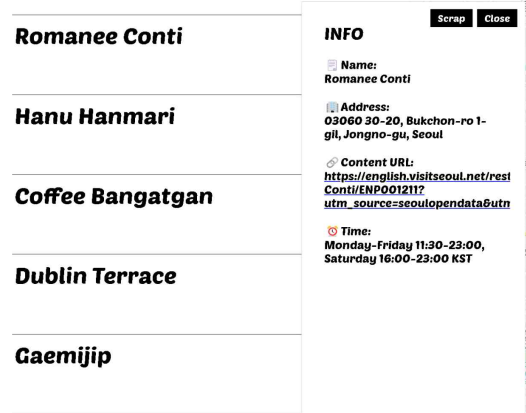 Romanee Conti
Hanu Hanmari
Coffee Bangatgan
Dublin Terrace
Gaemijip
Scrap
Close
INFO
Name:
Romanee Conti
Address:
03060 30-20, Bukchon-ro 1-
gil, Jongno-gu, Seoul
Content URL:
https://english.visitseoul.net/rest
Conti/ENP001211?
utm_source=seoulopendata&utm
Time:
Monday-Friday 11:30-23:00,
Saturday 16:00-23:00 KST